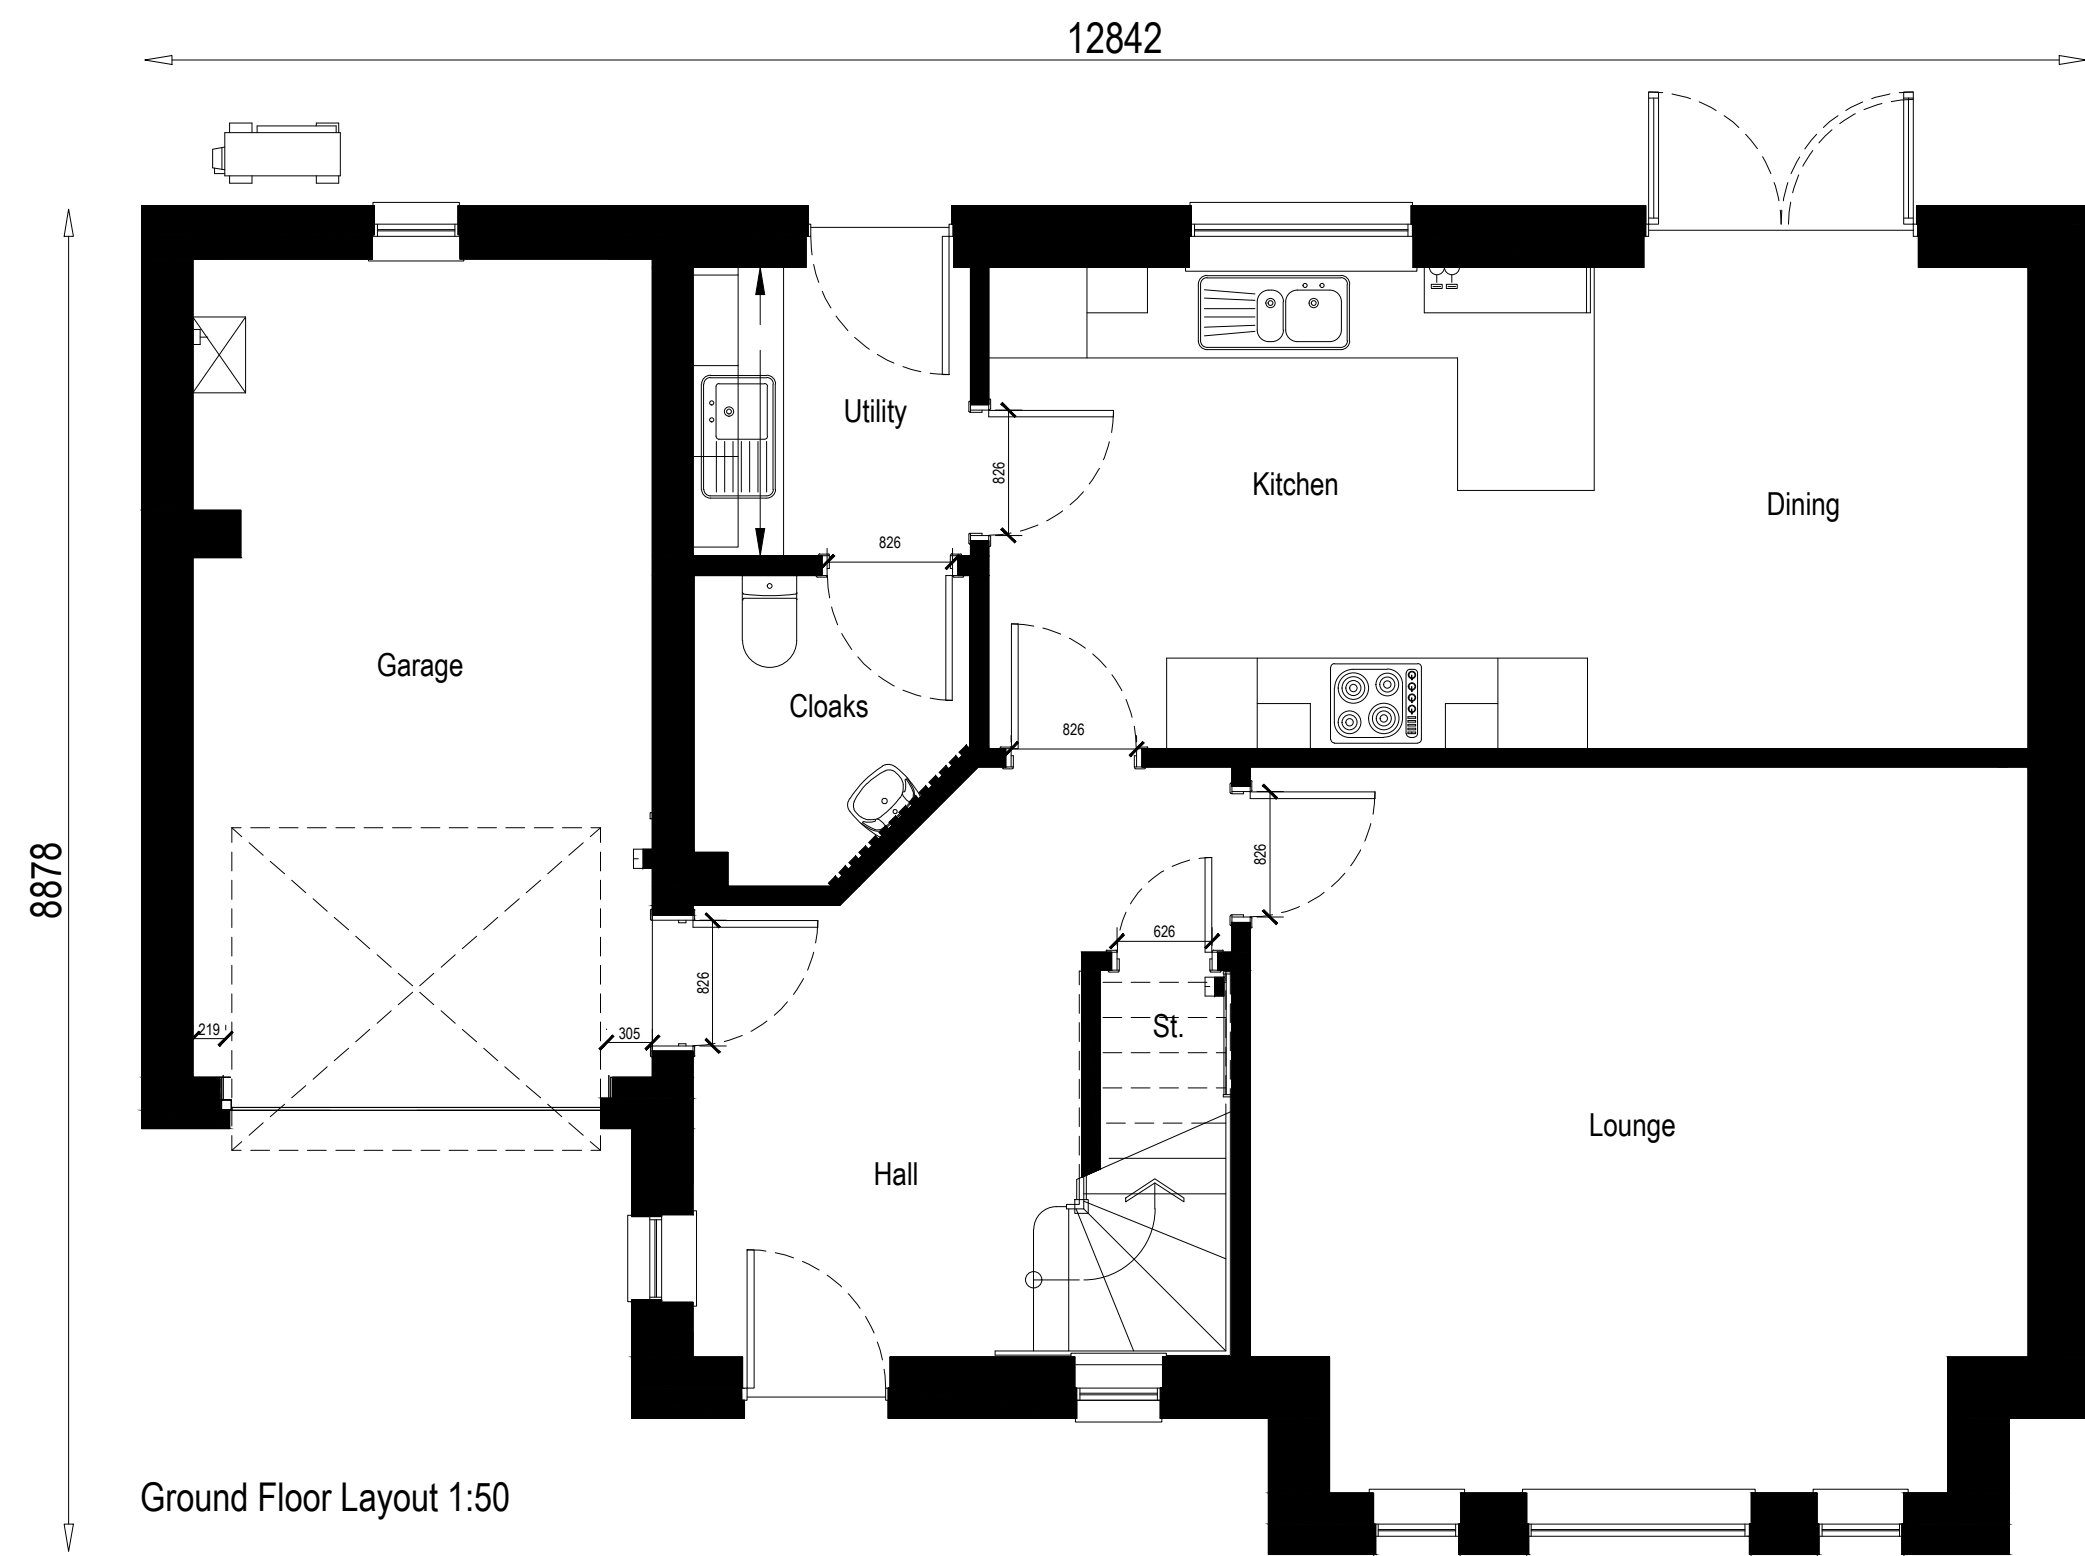 12842
Utility
826
Kitchen
Dining
826
Garage
Cloaks
826
8878
826
626
826
St.
219
305
Lounge
Hall
Ground Floor Layout 1:50